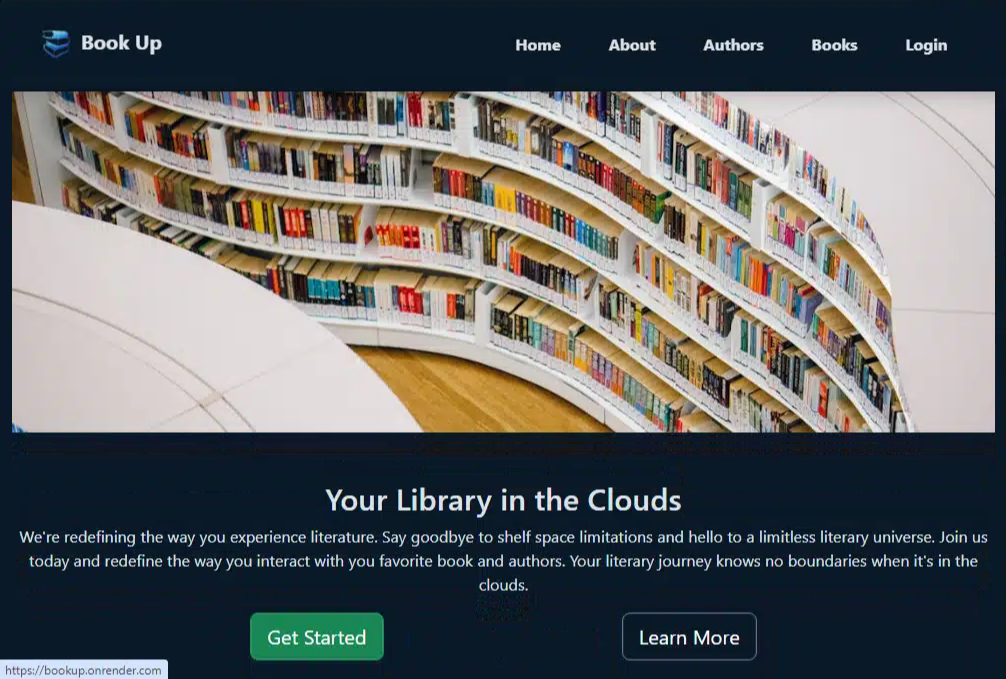 Book Up
Home About Authors Books Login
Your Library in the Clouds
We're redefining the way you experience literature. Say goodbye to shelf space limitations and hello to a limitless literary universe. Join us
today and redefine the way you interact with you favorite book and authors. Your literary journey knows no boundaries when it's in the
clouds.
Get Started Learn More
https://bookup.onrender.com